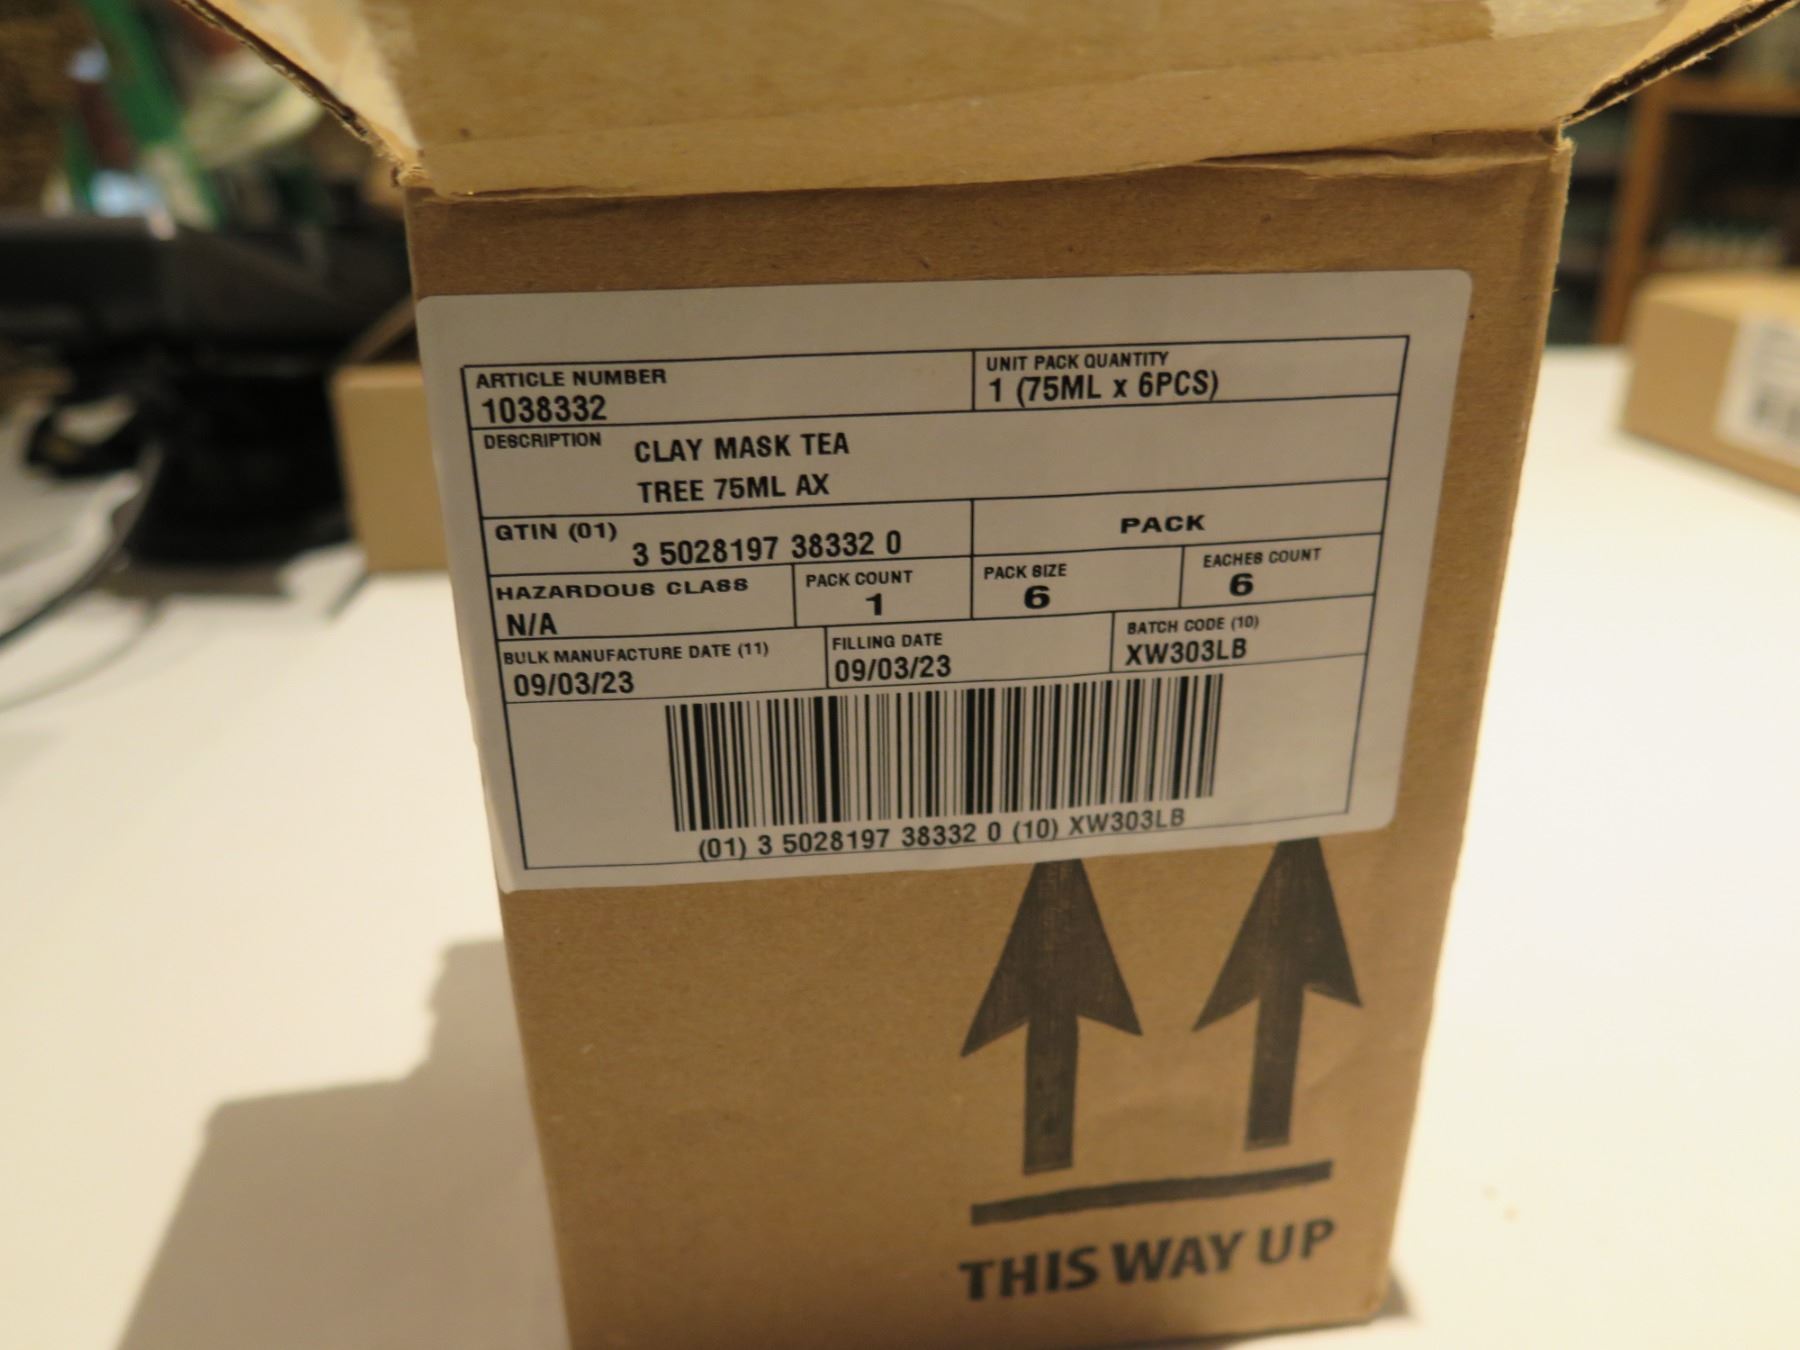 ARTICLE NUMBER
1038332
UNIT PACK QUANTITY
1 (75ML x 6PCS)
DESCRIPTION
CLAY MASK TEA
TREE 75ML AX
GTIN (01)
3 5028197 38332 0
PACK
HAZARDOUS CLASS
N/A
PACK COUNT
1
PACK SIZE
6
EACHES COUNT
6
BULK MANUFACTURE DATE (11)
09/03/23
FILLING DATE
09/03/23
BATCH CODE (10)
XW303LB
(01) 3 5028197 38332 0 (10) XW303LB
THIS WAY UP